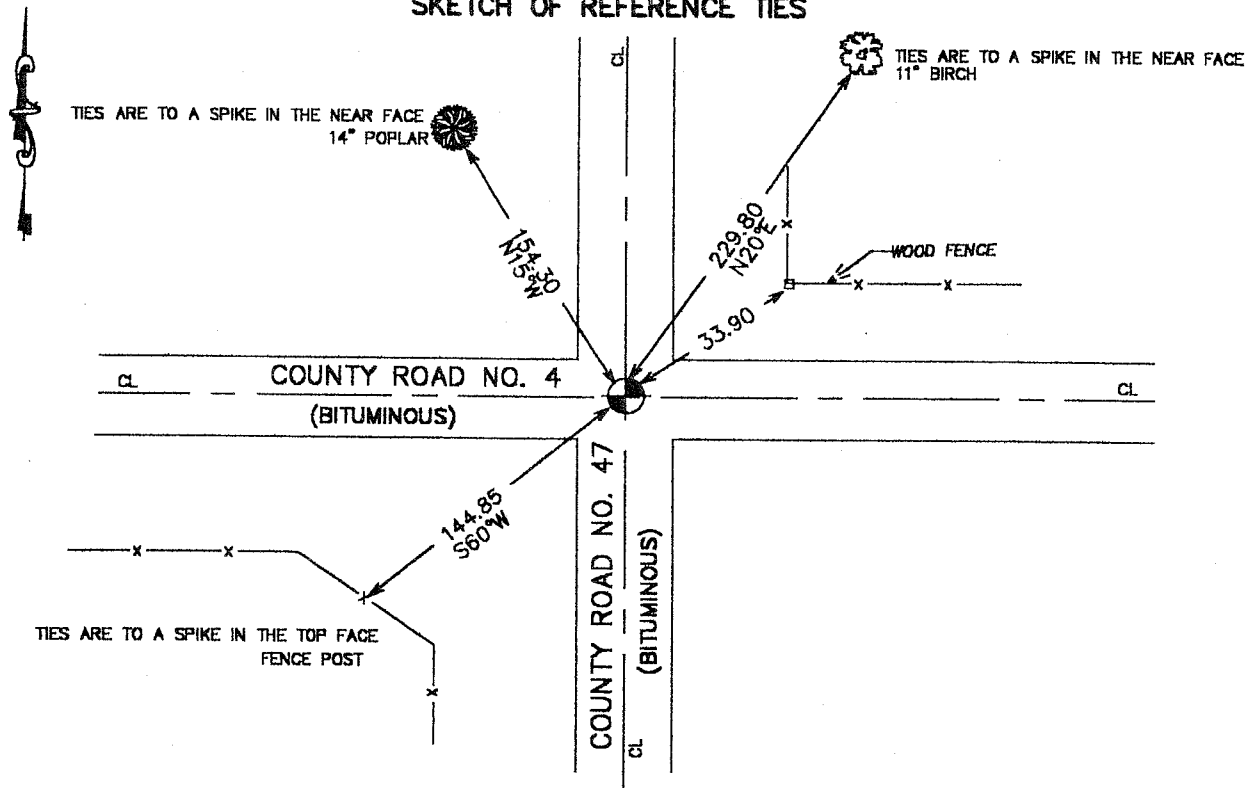 SKETCH OF REFERENCE TIES
CL
TIES ARE TO A SPIKE IN THE NEAR FACE
11" BIRCH
TIES ARE TO A SPIKE IN THE NEAR FACE
14" POPLAR
154.30
N15°W
229.80
N20°E
WOOD FENCE
33.90
CL
COUNTY ROAD NO. 4
(BITUMINOUS)
CL
144.85
S60°W
COUNTY ROAD NO. 47
(BITUMINOUS)
TIES ARE TO A SPIKE IN THE TOP FACE
FENCE POST
CL